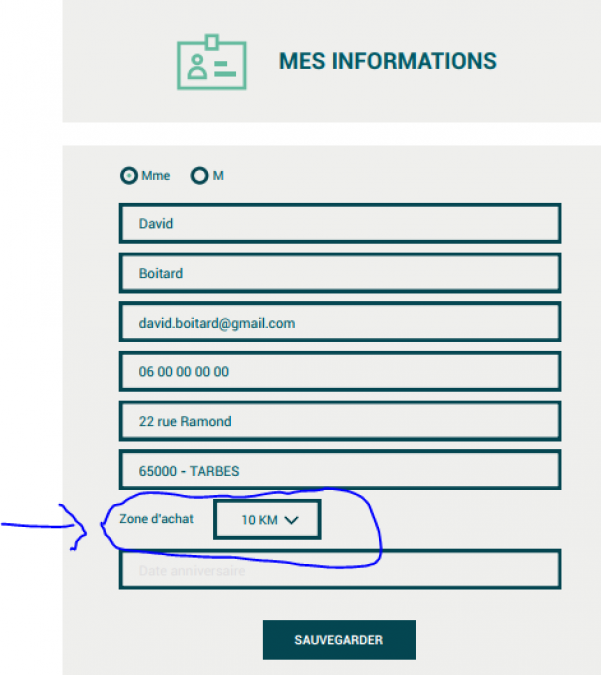 MES INFORMATIONS
Mme M
David
Boitard
david.boitard@gmail.com
06 00 00 00 00
22 rue Ramond
65000 - TARBES
Zone d'achat 10 KM
Date anniversaire
SAUVEGARDER